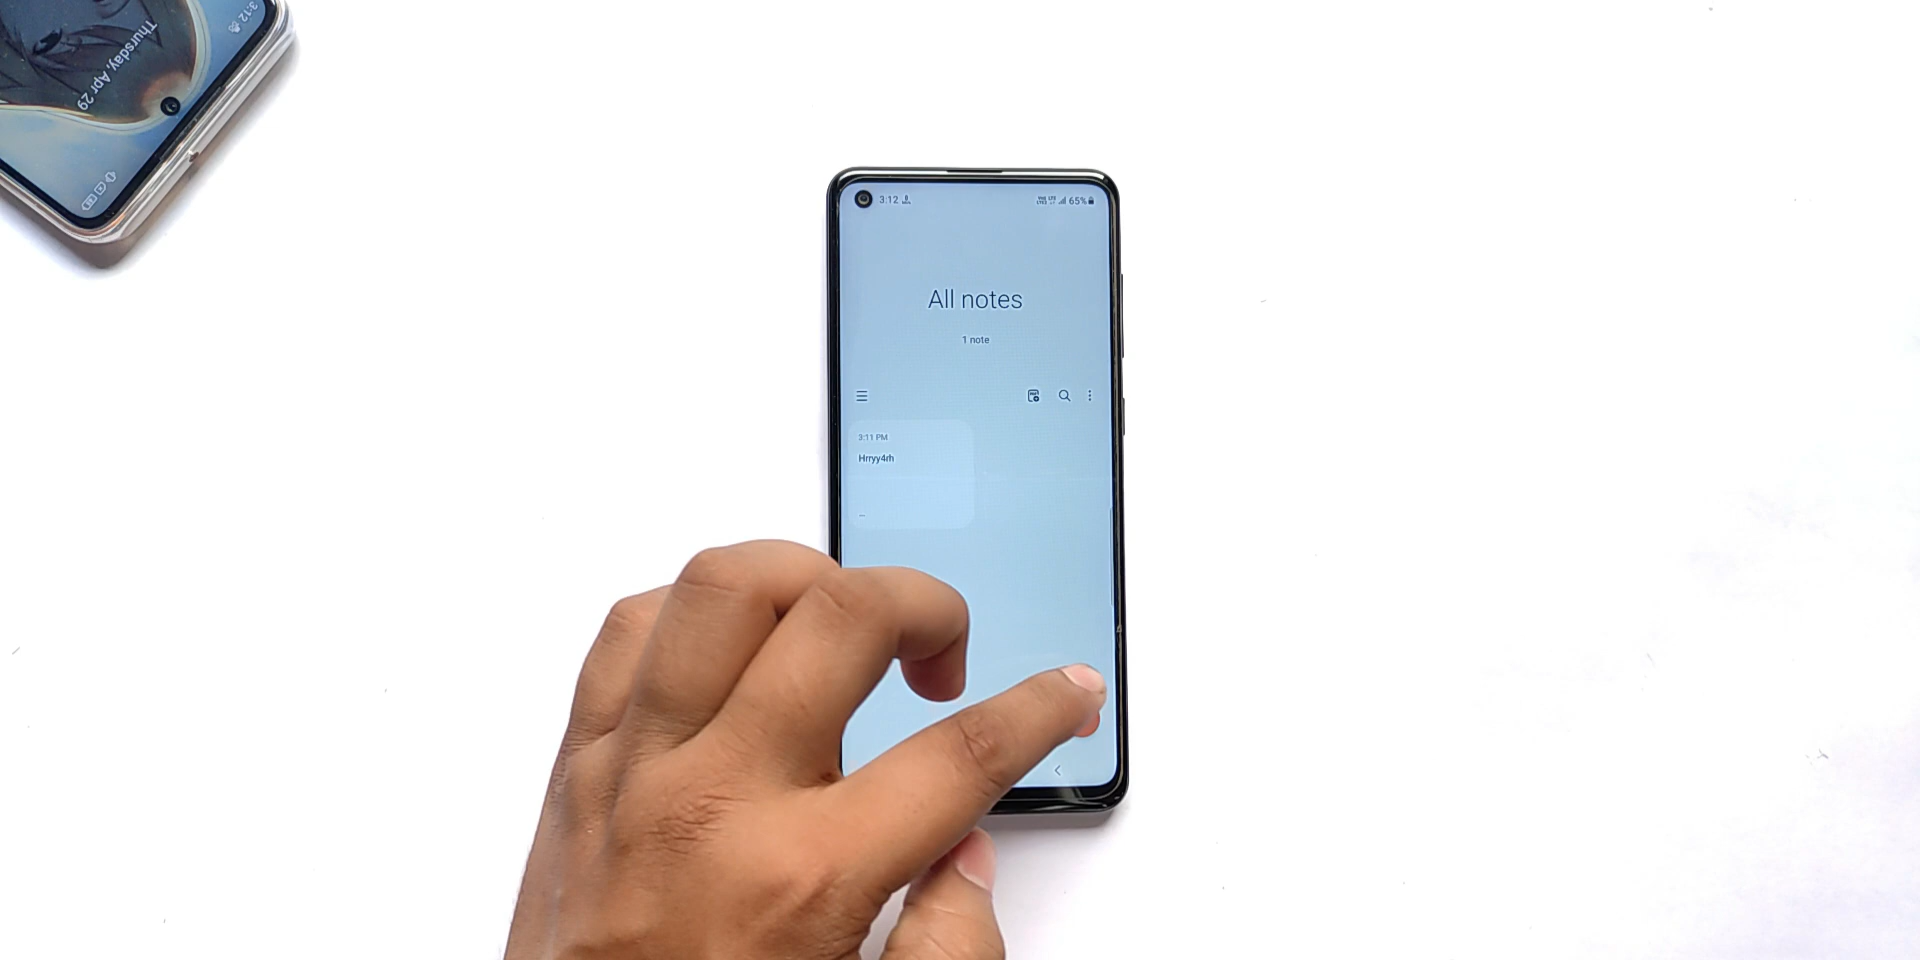 3:12
Thursday, Apr 29
3:12
65%
All notes
1 note
3:11 PM
Hrryy4rh